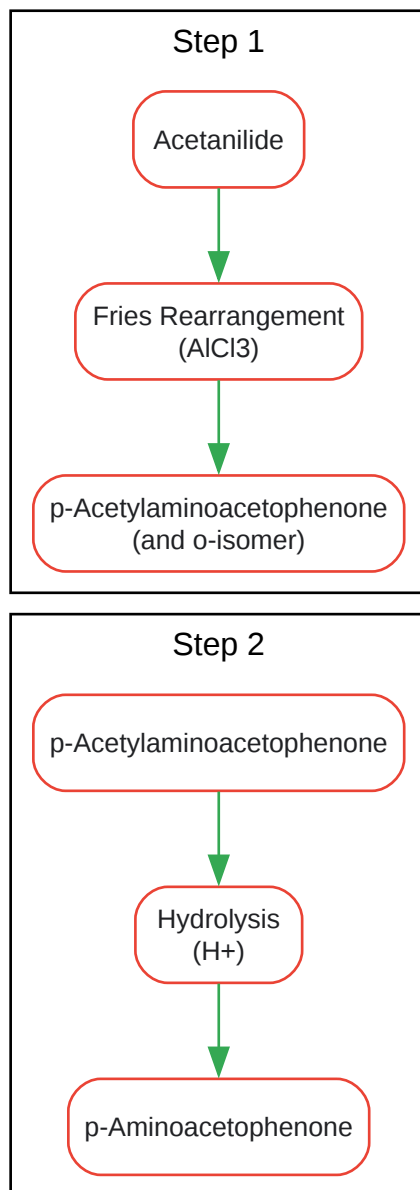 Step 1
Acetanilide
Fries Rearrangement
(AlCl3)
p-Acetylaminoacetophenone
(and o-isomer)
Step 2
p-Acetylaminoacetophenone
Hydrolysis
(H+)
p-Aminoacetophenone